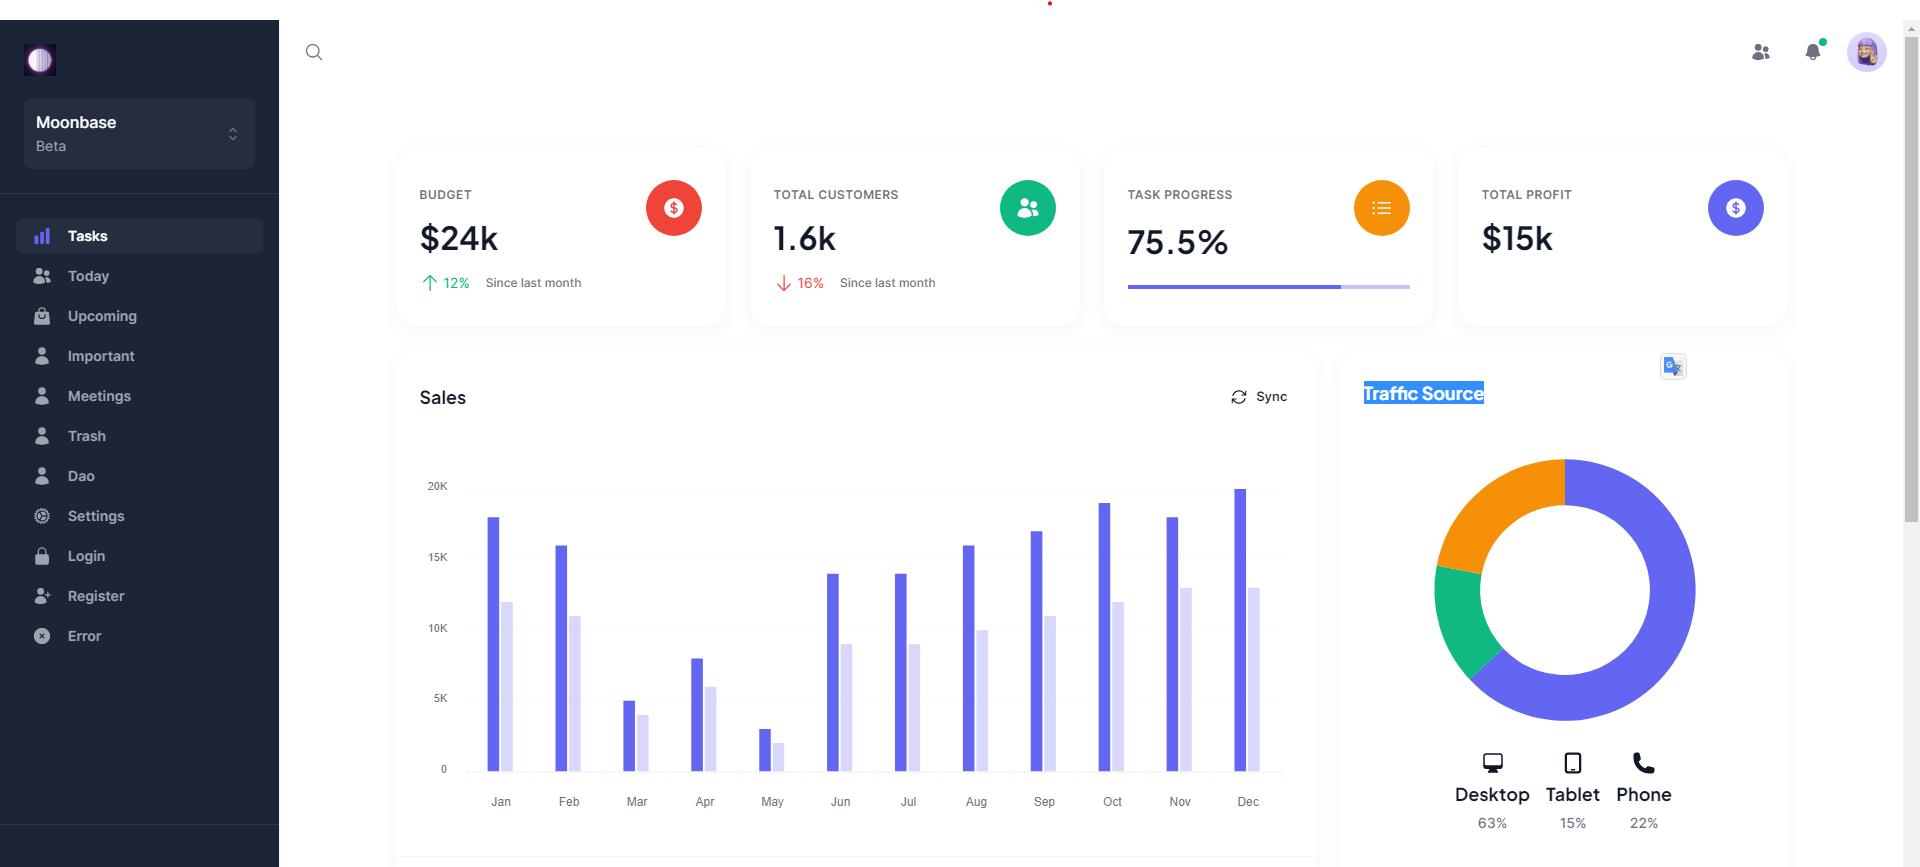 Moonbase
Beta
Tasks
Today
Upcoming
Important
Meetings
Trash
Dao
Settings
Login
Register
Error
BUDGET
$24k
12% Since last month
TOTAL CUSTOMERS
1.6k
16% Since last month
TASK PROGRESS
75.5%
TOTAL PROFIT
$15k
Sales
Sync
20K
15K
10K
5K
0
Jan Feb Mar Apr May Jun Jul Aug Sep Oct Nov Dec
Traffic Source
Desktop Tablet Phone
63% 15% 22%